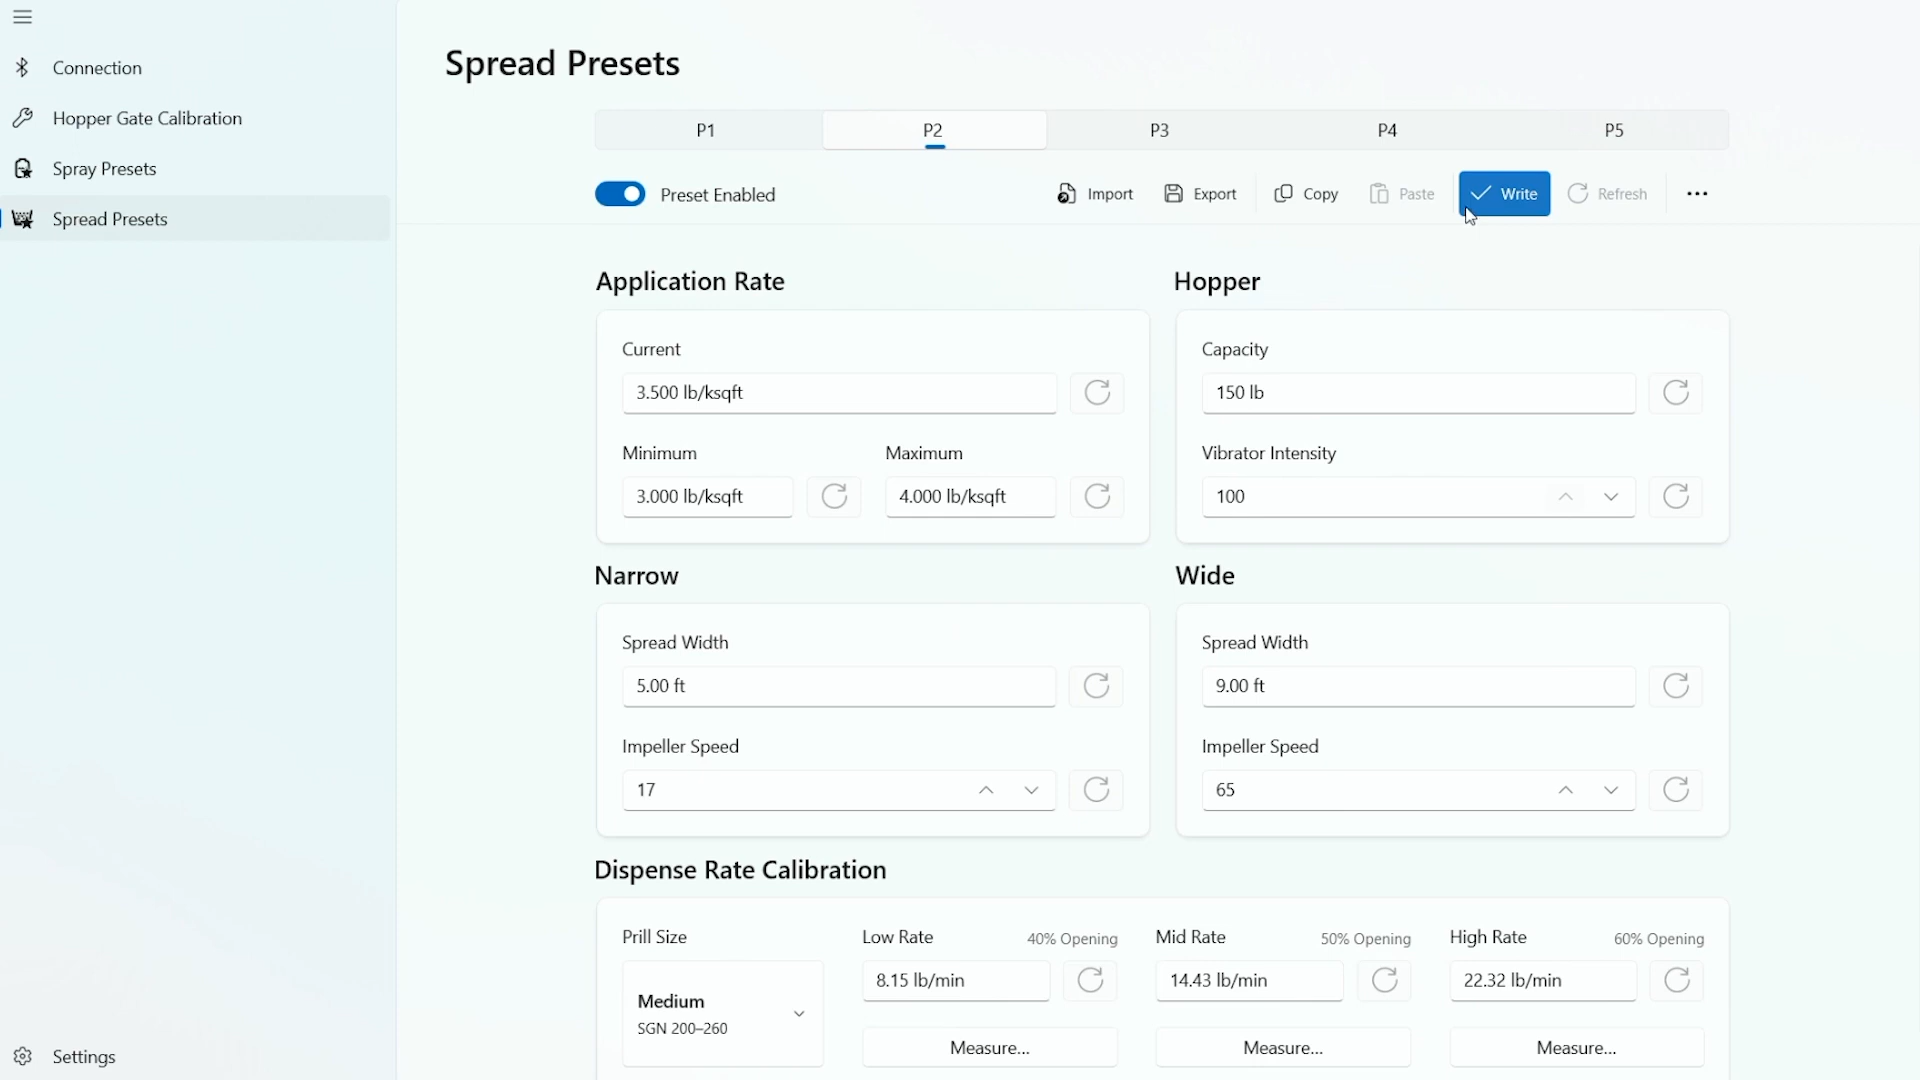 Connection
Hopper Gate Calibration
Spray Presets
Spread Presets
Settings
Spread Presets
P1 P2 P3 P4 P5
Preset Enabled Import Export Copy Paste Write Refresh
Application Rate
Current
3.500 lb/ksqft
Minimum Maximum
3.000 lb/ksqft 4.000 lb/ksqft
Hopper
Capacity
150 lb
Vibrator Intensity
100
Narrow
Spread Width
5.00 ft
Impeller Speed
17
Wide
Spread Width
9.00 ft
Impeller Speed
65
Dispense Rate Calibration
Prill Size
Medium
SGN 200–260
Low Rate 40% Opening
8.15 lb/min
Measure...
Mid Rate 50% Opening
14.43 lb/min
Measure...
High Rate 60% Opening
22.32 lb/min
Measure...